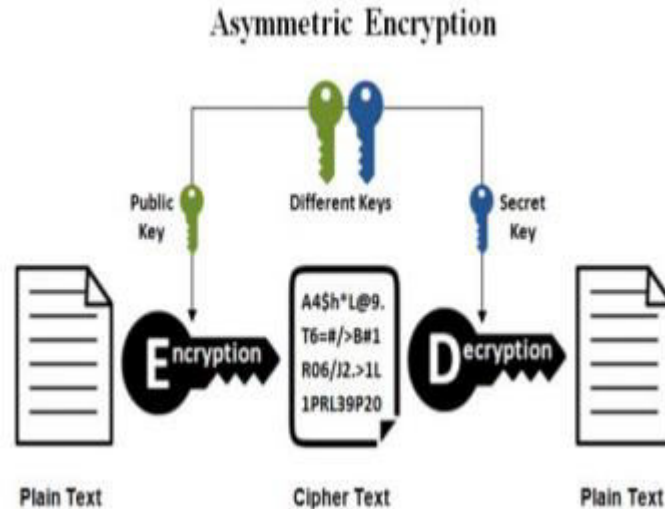 Asymmetric Encryption
Public
Key
Different Keys
Secret
Key
Encryption
A4$h*L@9.
T6=#/>B#1
R06/J2.>1L
1PRL39P20
Decryption
Plain Text
Cipher Text
Plain Text